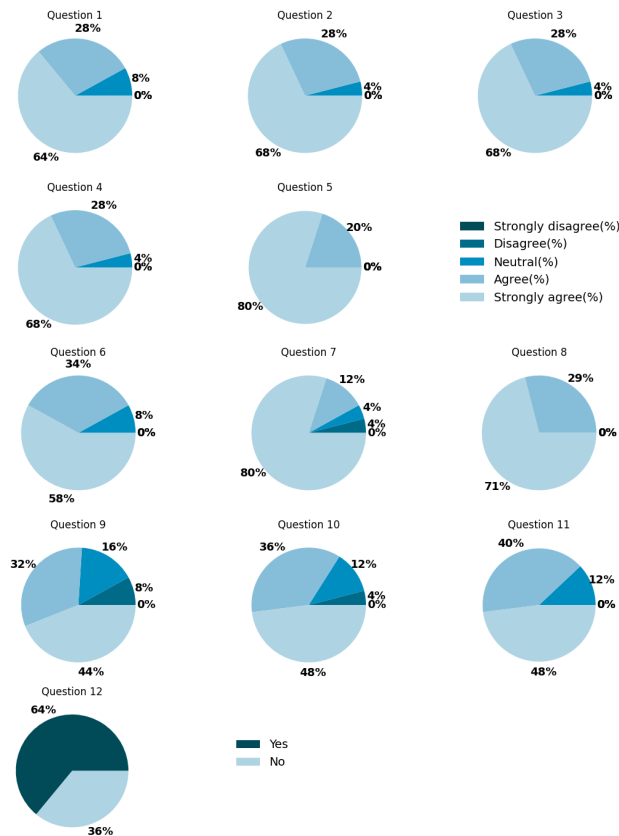 Question 1
28%
8%
0%
64%
Question 2
28%
4%
0%
68%
Question 3
28%
4%
0%
68%
Question 4
28%
4%
0%
68%
Question 5
20%
0%
80%
Strongly disagree(%)
Disagree(%)
Neutral(%)
Agree(%)
Strongly agree(%)
Question 6
34%
8%
0%
58%
Question 7
12%
4%
4%
0%
80%
Question 8
29%
0%
71%
Question 9
16%
32%
8%
0%
44%
Question 10
36%
12%
4%
0%
48%
Question 11
40%
12%
0%
48%
Question 12
64%
36%
Yes
No